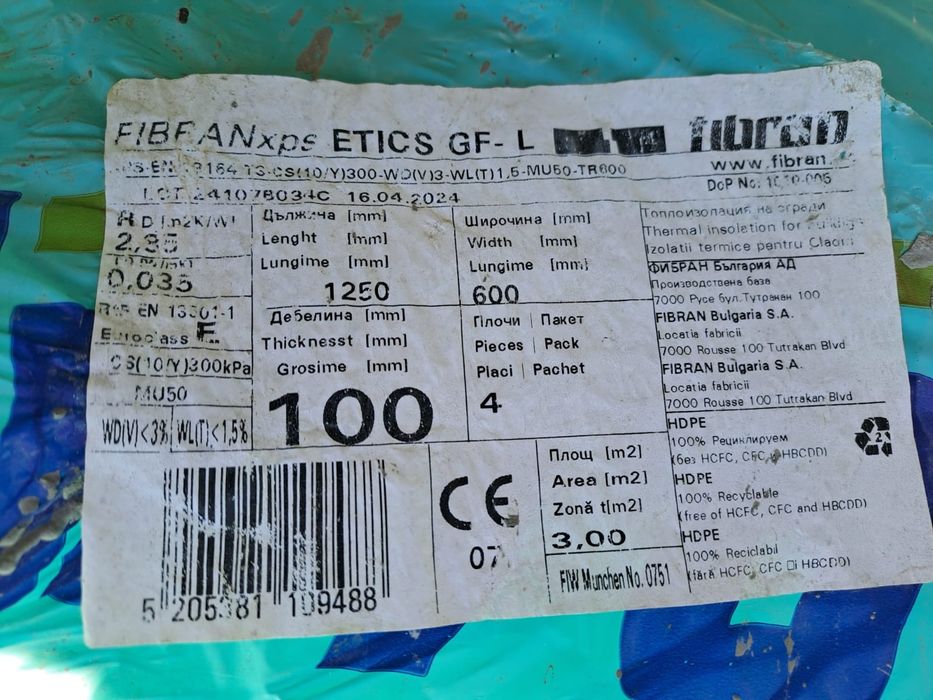 FIBRANxps ETICS GF-L fibran
www.fibran.
TS-CS(10/Y)300-WD(V)3-WL(T)1,5-MU50-TR600
DoP No:
LOT 241078034C 16.04.2024
2,85
0.035
EN 13501-1
Euroclass E
CS(10/Y)300kPa
MU50
WD(V)<3% WL(T)<1,5%
Дължина [mm]
Lenght [mm]
Lungime [mm]
1250
Широчина [mm]
Width [mm]
Lungime [mm]
600
Дебелина [mm]
Thicknesst [mm]
Grosime [mm]
100
Плочи Пакет
Pieces Pack
Placi Pachet
4
Топлоизолация на сгради
Thermal insolation for
Izolatii termice pentru
ФИБРАН България АД
Производствена база
7000 Русе бул. Тутракан 100
FIBRAN Bulgaria S.A.
Locatia fabricii
7000 Rousse 100 Tutrakan Blvd
FIBRAN Bulgaria S.A.
Locatia fabricii
7000 Rousse 100 Tutrakan Blvd
HDPE
100% Рециклируем
(без HCFC, CFC и HBCDD)
HDPE
100% Recyclable
(free of HCFC, CFC and HBCDD)
HDPE
100% Reciclabil
(fără HCFC, CFC HBCDD)
2
CE
07
Площ [m2]
Area [m2]
Zonă t[m2]
3,00
FIW Munchen No. 0751
5 205381 109488